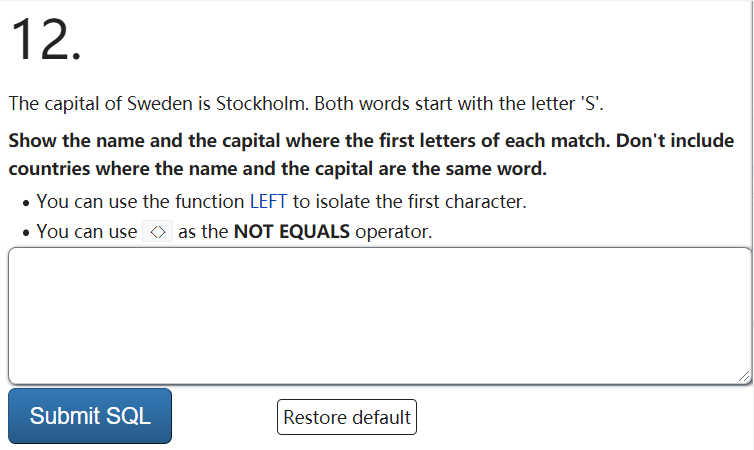 12.
The capital of Sweden is Stockholm. Both words start with the letter 'S'.
Show the name and the capital where the first letters of each match. Don't include
countries where the name and the capital are the same word.
• You can use the function LEFT to isolate the first character.
• You can use <> as the NOT EQUALS operator.
Submit SQL
Restore default